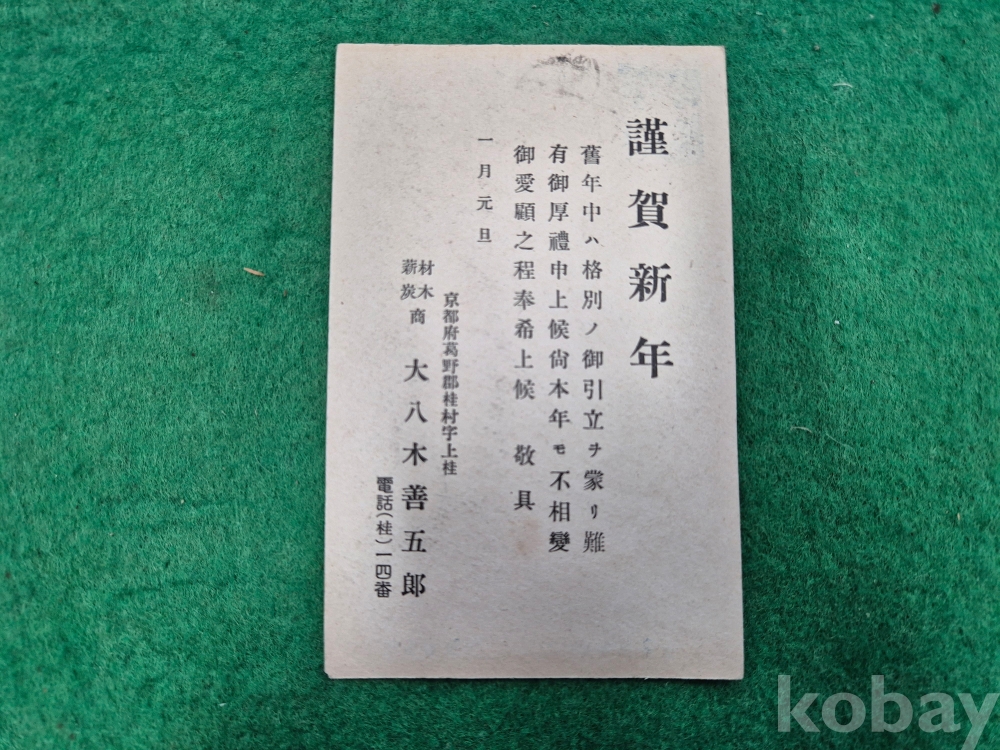 謹賀新年
舊年中ハ格別ノ御引立ヲ蒙リ難
有御厚禮申上候尙本年モ不相變
御愛顧之程奉希上候 敬具
一月元旦
京都府葛野郡桂村字上桂
材木
薪炭
商 大八木善五郎
電話(桂)一四番
kobay